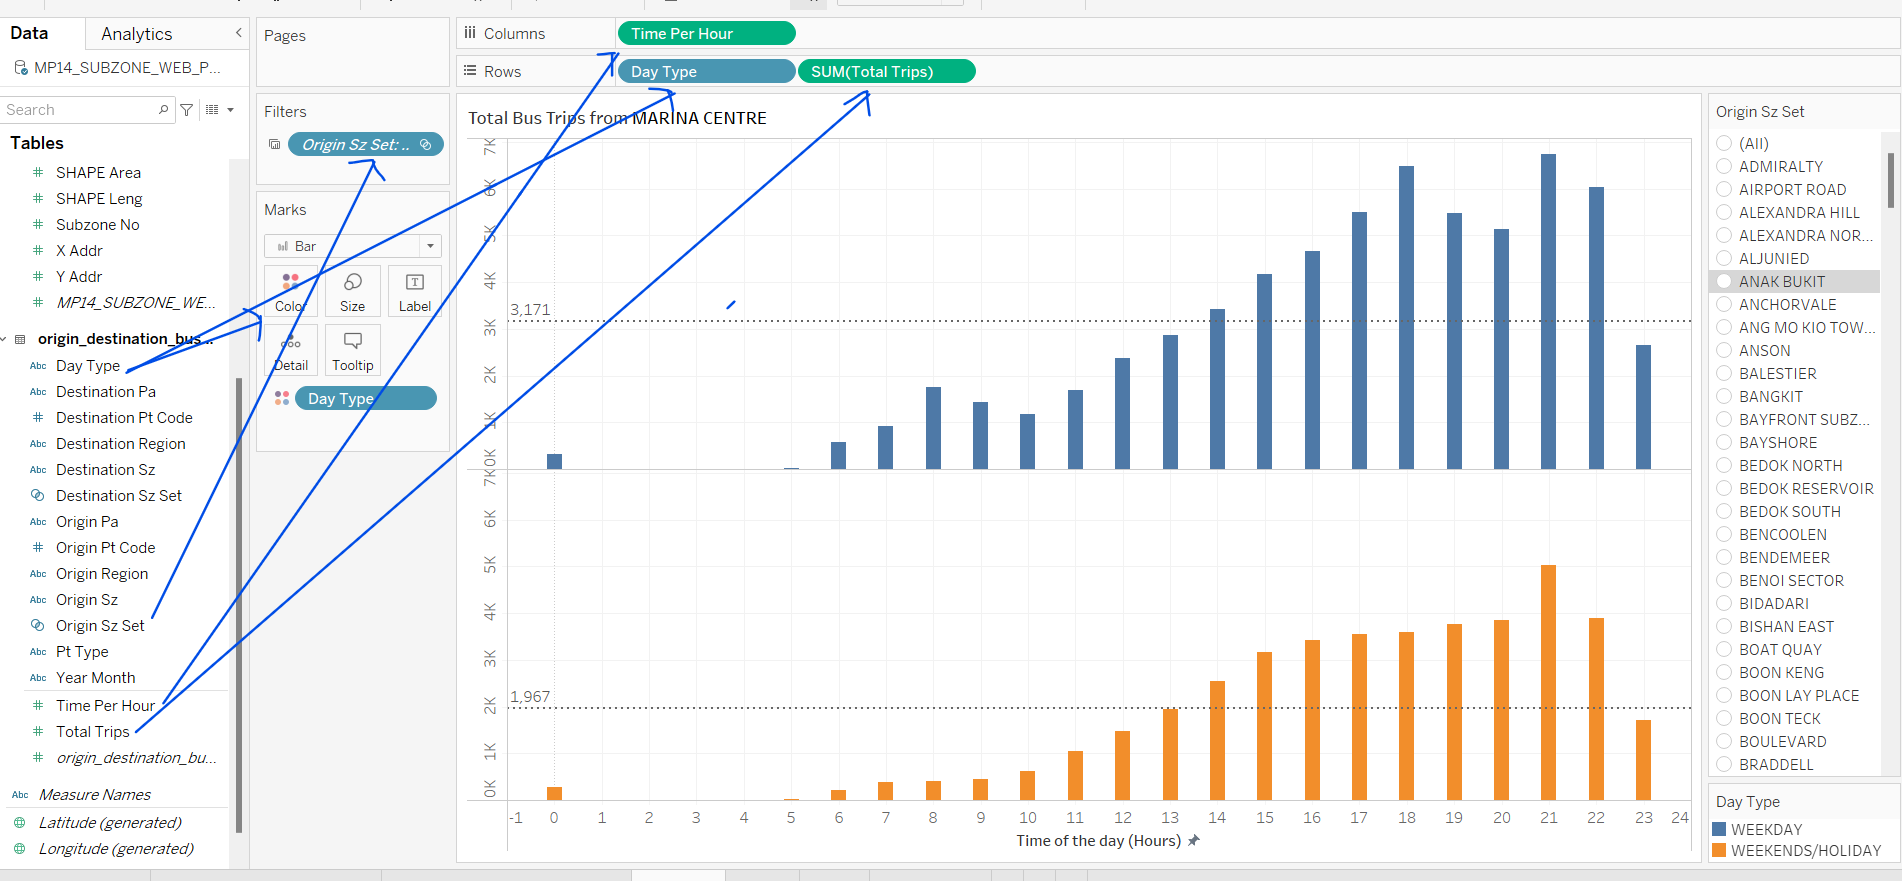 Data
Analytics
MP14_SUBZONE_WEB_P...
Search
Tables
# SHAPE Area
# SHAPE Leng
# Subzone No
# X Addr
# Y Addr
# MP14_SUBZONE_WE...
origin_destination_bus...
Abc Day Type
Abc Destination Pa
# Destination Pt Code
Abc Destination Region
Abc Destination Sz
Destination Sz Set
Abc Origin Pa
# Origin Pt Code
Abc Origin Region
Abc Origin Sz
Origin Sz Set
Abc Pt Type
Abc Year Month
# Time Per Hour
# Total Trips
# origin_destination_bu...
Abc Measure Names
Latitude (generated)
Longitude (generated)
Pages
Filters
Origin Sz Set: ..
Marks
Bar
Color
Size
Label
Detail
Tooltip
Day Type
Columns
Time Per Hour
Rows
Day Type
SUM(Total Trips)
Total Bus Trips from MARINA CENTRE
7K
6K
5K
4K
3,171
3K
2K
1K
0K
7K
6K
5K
4K
3K
1,967
2K
1K
0K
-1 0 1 2 3 4 5 6 7 8 9 10 11 12 13 14 15 16 17 18 19 20 21 22 23 24
Time of the day (Hours)
Origin Sz Set
(All)
ADMIRALTY
AIRPORT ROAD
ALEXANDRA HILL
ALEXANDRA NOR...
ALJUNIED
ANAK BUKIT
ANCHORVALE
ANG MO KIO TOW...
ANSON
BALESTIER
BANGKIT
BAYFRONT SUBZ...
BAYSHORE
BEDOK NORTH
BEDOK RESERVOIR
BEDOK SOUTH
BENCOOLEN
BENDEMEER
BENOI SECTOR
BIDADARI
BISHAN EAST
BOAT QUAY
BOON KENG
BOON LAY PLACE
BOON TECK
BOULEVARD
BRADDELL
Day Type
WEEKDAY
WEEKENDS/HOLIDAY